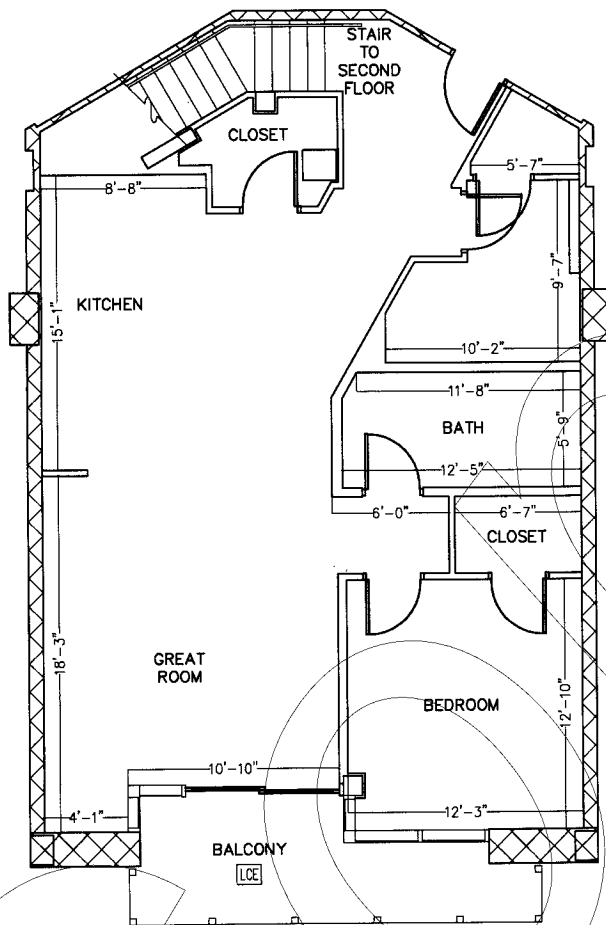 STAIR
TO
SECOND
FLOOR
CLOSET
5'-7"
8'-8"
9'-7"
KITCHEN
15'-1"
10'-2"
11'-8"
BATH
5'-9"
12'-5"
6'-0"
6'-7"
CLOSET
GREAT
ROOM
18'-3"
BEDROOM
12'-10"
10'-10"
4'-1"
12'-3"
BALCONY
LCE